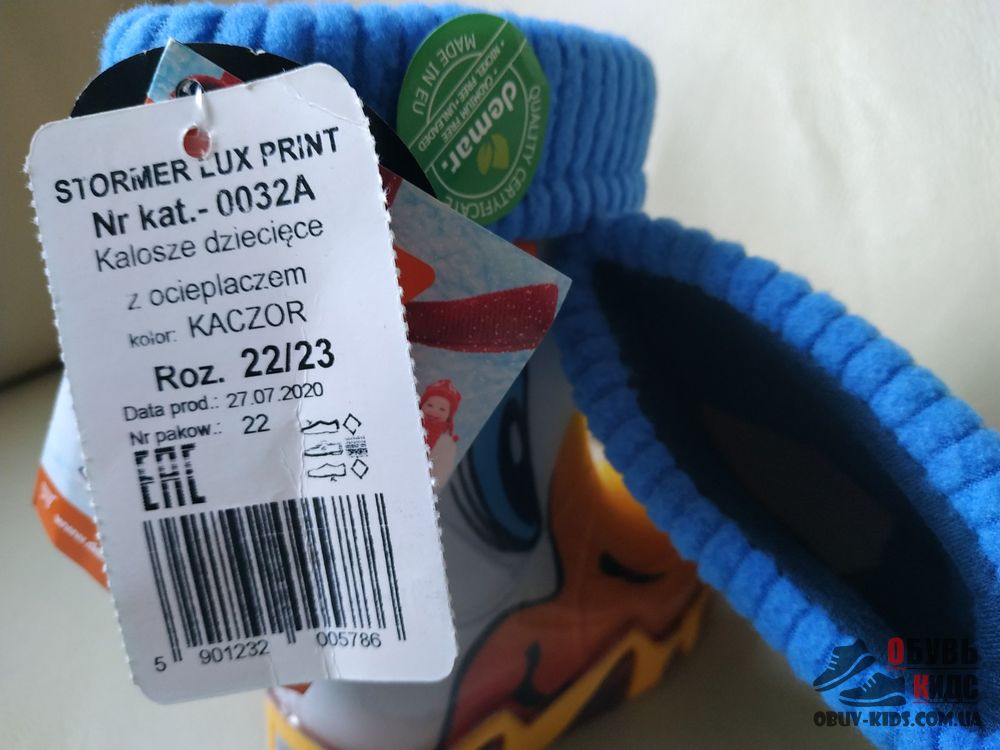 STORMER LUX PRINT
Nr kat.- 0032A
Kalosze dziecięce
z ocieplaczem
kolor: KACZOR
Roz. 22/23
Data prod.: 27.07.2020
Nr pakow.: 22
EAC
5 901232 005786
demar.
QUALITY CERTIFICATE
MADE IN EU
• NICKEL FREE • UNLEADED
• CADMIUM FREE
ОБУВЬ
КИДС
OBUV-KIDS.COM.UA